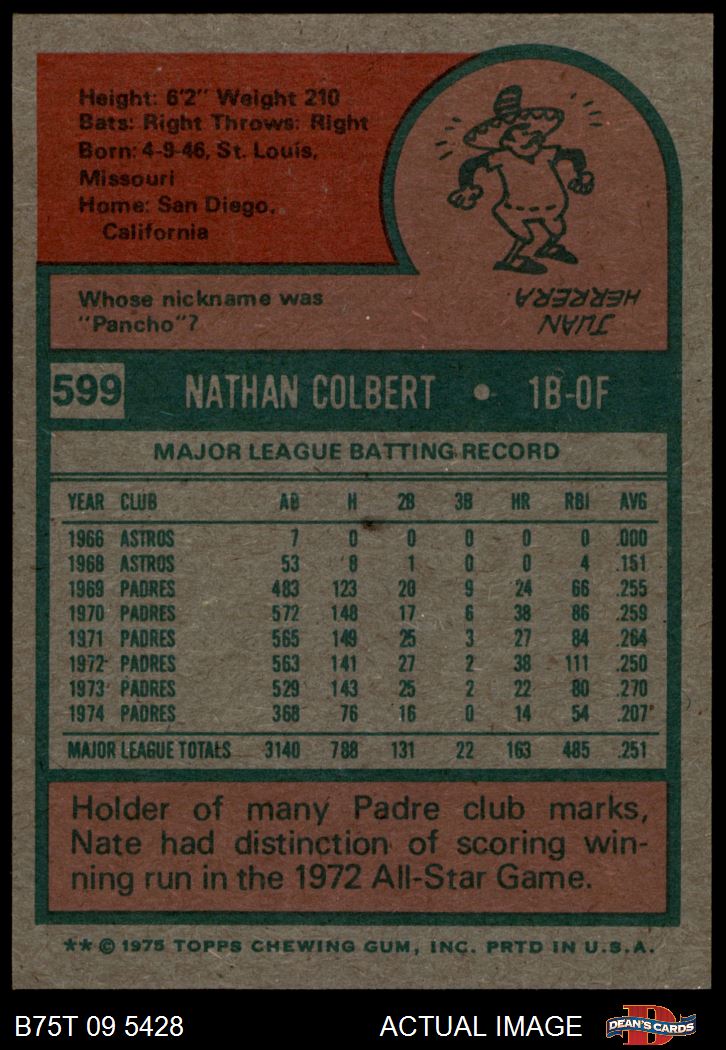 Height: 6'2" Weight 210
Bats: Right Throws: Right
Born: 4-9-46, St. Louis,
Missouri
Home: San Diego,
California
Whose nickname was
"Pancho"?
JUAN
HERRERA
599 NATHAN COLBERT • 1B-OF
MAJOR LEAGUE BATTING RECORD
YEAR CLUB AB H 2B 3B HR RBI AVG
1966 ASTROS 7 0 0 0 0 0 .000
1968 ASTROS 53 8 1 0 0 4 .151
1969 PADRES 483 123 20 9 24 66 .255
1970 PADRES 572 148 17 6 38 86 .259
1971 PADRES 565 149 25 3 27 84 .264
1972 PADRES 563 141 27 2 38 111 .250
1973 PADRES 529 143 25 2 22 80 .270
1974 PADRES 368 76 16 0 14 54 .207
MAJOR LEAGUE TOTALS 3140 788 131 22 163 485 .251
Holder of many Padre club marks,
Nate had distinction of scoring win-
ning run in the 1972 All-Star Game.
**© 1975 TOPPS CHEWING GUM, INC. PRTD IN U.S.A.
B75T 09 5428 ACTUAL IMAGE D DEAN'S CARDS